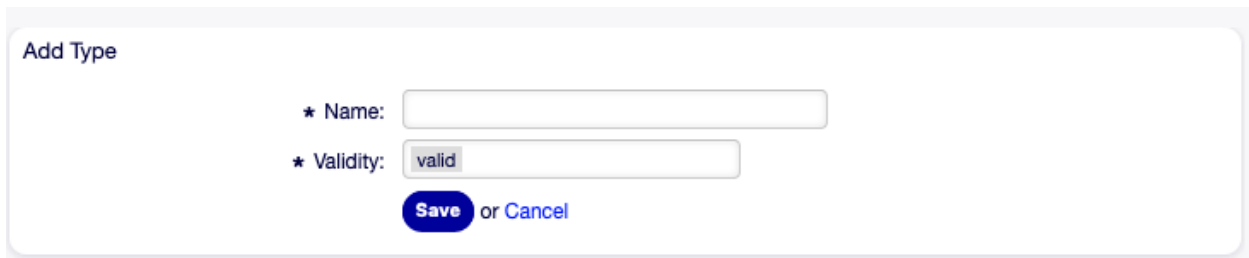 Add Type
★ Name:
★ Validity: valid
Save or Cancel